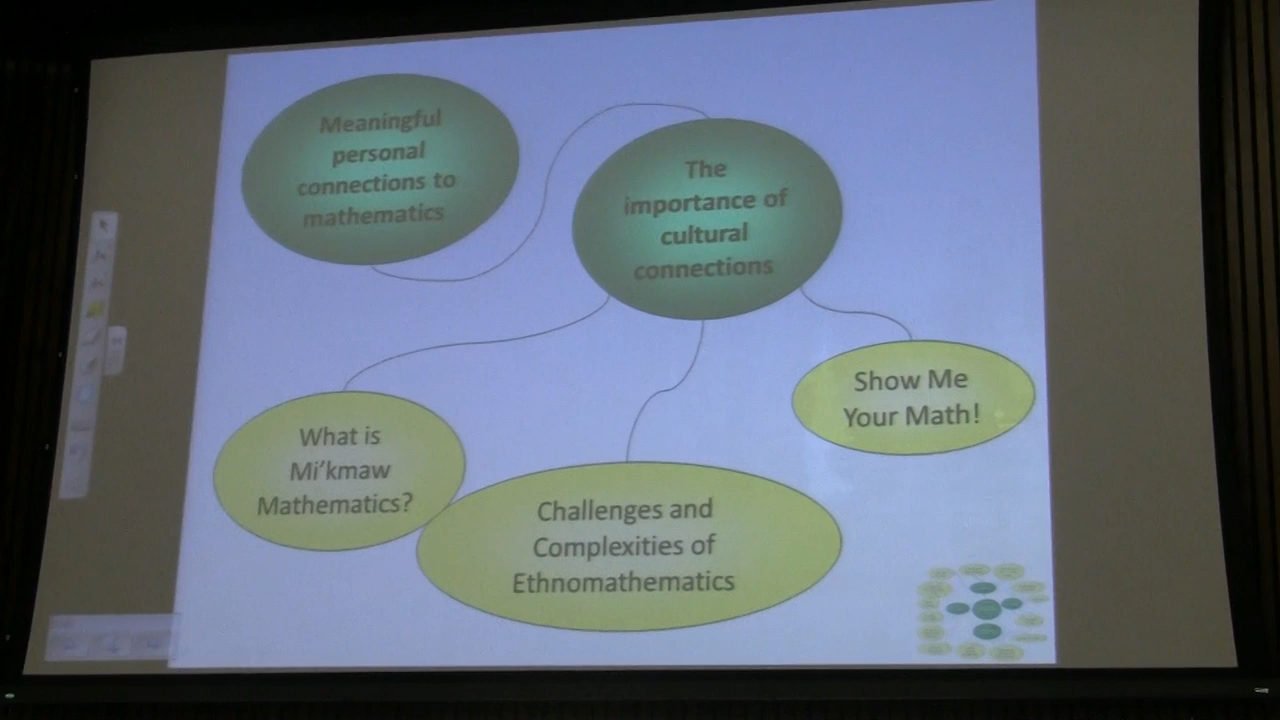 Meaningful
personal
connections to
mathematics
The
importance of
cultural
connections
Show Me
Your Math!
What is
Mi'kmaw
Mathematics?
Challenges and
Complexities of
Ethnomathematics